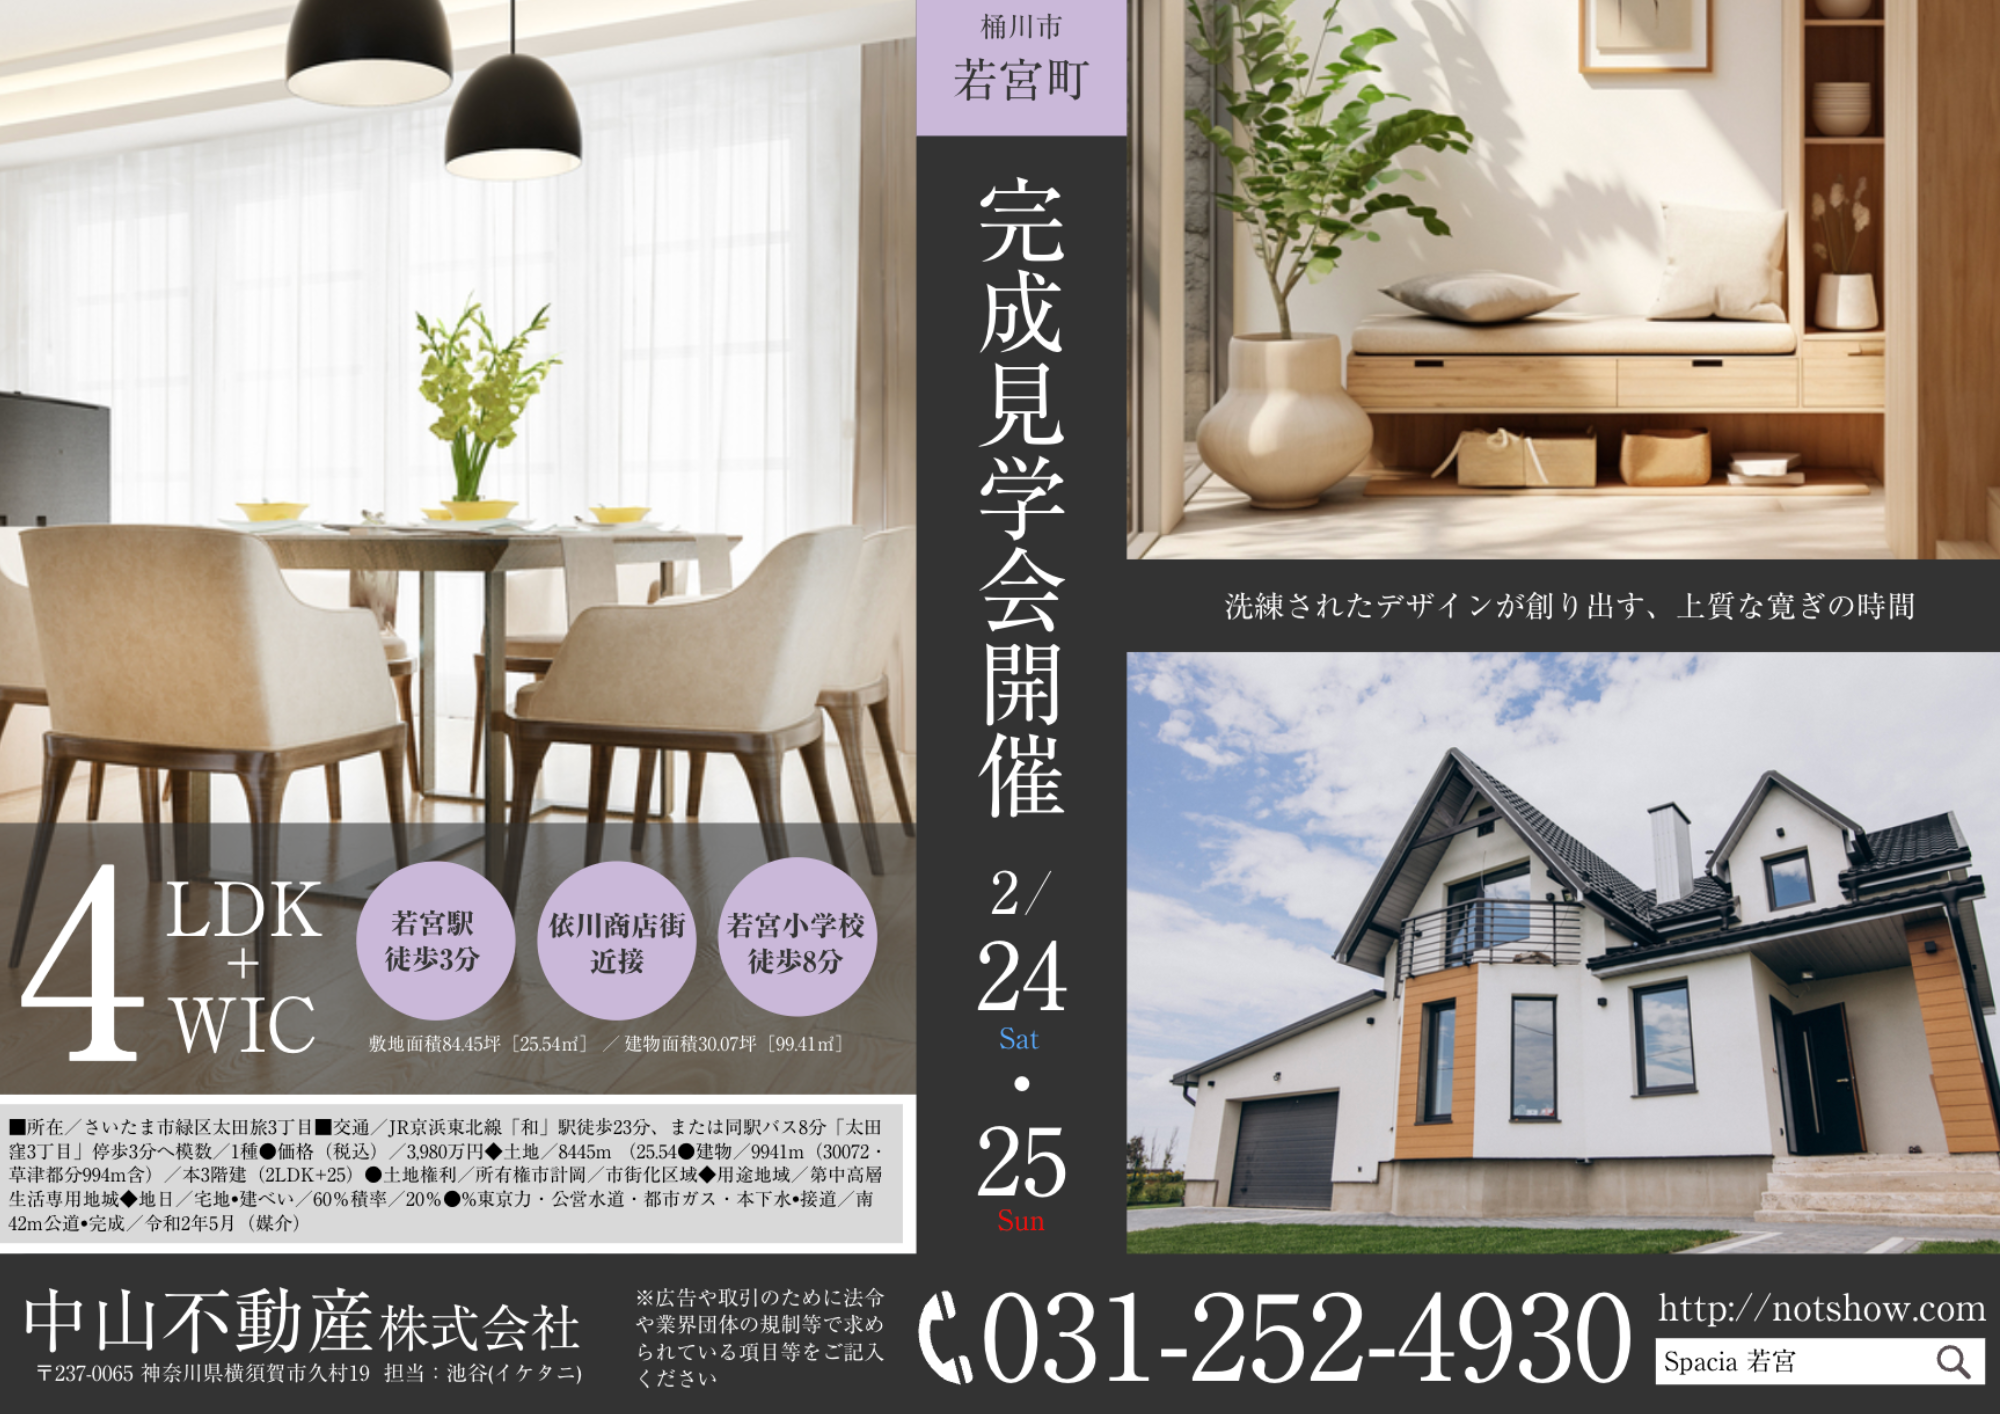 桶川市
若宮町
完成見学会開催
2/
24
Sat
・
25
Sun
洗練されたデザインが創り出す、上質な寛ぎの時間
4
LDK
+
WIC
若宮駅
徒歩3分
依川商店街
近接
若宮小学校
徒歩8分
敷地面積84.45坪［25.54㎡］ ／建物面積30.07坪［99.41㎡］
■所在／さいたま市緑区太田旅3丁目■交通／JR京浜東北線「和」駅徒歩23分、または同駅バス8分「太田
窪3丁目」停歩3分へ模数／1種●価格（税込）／3,980万円◆土地／8445m （25.54●建物／9941m（30072・
草津都分994m含）／本3階建（2LDK+25）●土地権利／所有権市計岡／市街化区域◆用途地域／第中高層
生活専用地城◆地日／宅地•建べい／60％積率／20％●%東京力・公営水道・都市ガス・本下水•接道／南
42m公道•完成／令和2年5月（媒介）
中山不動産株式会社
〒237-0065 神奈川県横須賀市久村19 担当：池谷(イケタニ)
※広告や取引のために法令
や業界団体の規制等で求め
られている項目等をご記入
ください
031-252-4930
http://notshow.com
Spacia 若宮